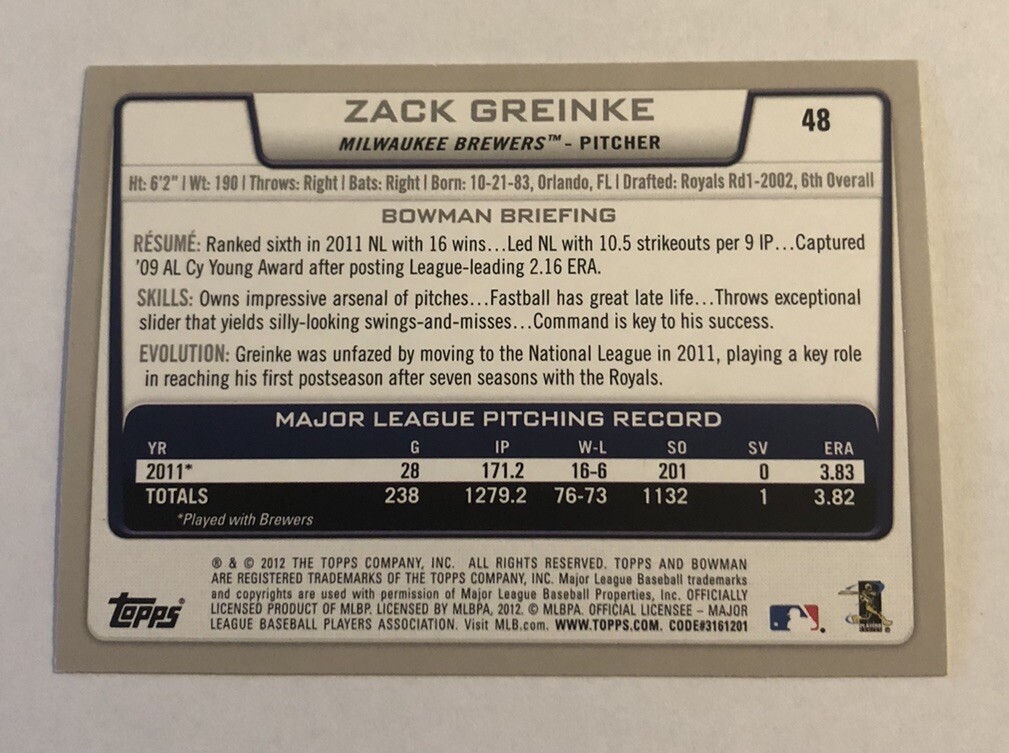 ZACK GREINKE
48
MILWAUKEE BREWERS™ - PITCHER
Ht: 6'2" | Wt: 190 | Throws: Right | Bats: Right | Born: 10-21-83, Orlando, FL | Drafted: Royals Rd1-2002, 6th Overall
BOWMAN BRIEFING
RÉSUMÉ: Ranked sixth in 2011 NL with 16 wins...Led NL with 10.5 strikeouts per 9 IP...Captured
'09 AL Cy Young Award after posting League-leading 2.16 ERA.
SKILLS: Owns impressive arsenal of pitches...Fastball has great late life...Throws exceptional
slider that yields silly-looking swings-and-misses...Command is key to his success.
EVOLUTION: Greinke was unfazed by moving to the National League in 2011, playing a key role
in reaching his first postseason after seven seasons with the Royals.
MAJOR LEAGUE PITCHING RECORD
YR G IP W-L SO SV ERA
2011* 28 171.2 16-6 201 0 3.83
TOTALS 238 1279.2 76-73 1132 1 3.82
*Played with Brewers
® & © 2012 THE TOPPS COMPANY, INC. ALL RIGHTS RESERVED. TOPPS AND BOWMAN
ARE REGISTERED TRADEMARKS OF THE TOPPS COMPANY, INC. Major League Baseball trademarks
and copyrights are used with permission of Major League Baseball Properties, Inc. OFFICIALLY
LICENSED PRODUCT OF MLBP. LICENSED BY MLBPA, 2012. © MLBPA. OFFICIAL LICENSEE – MAJOR
LEAGUE BASEBALL PLAYERS ASSOCIATION. Visit MLB.com. WWW.TOPPS.COM. CODE#3161201
Topps®